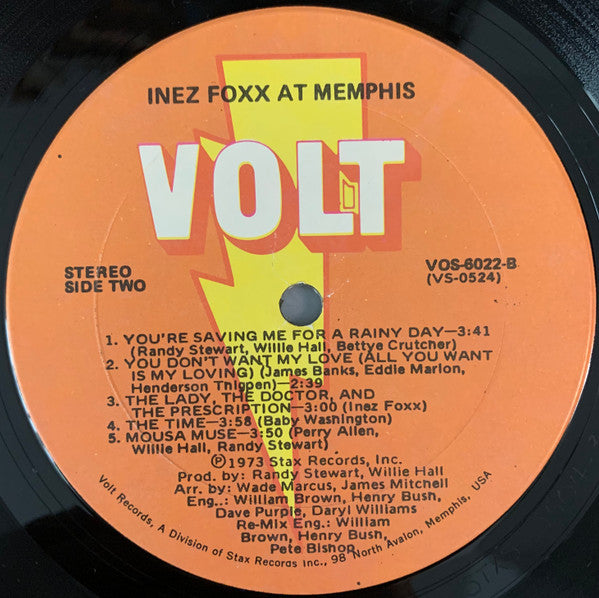 INEZ FOXX AT MEMPHIS
VOLT
STEREO
SIDE TWO
VOS-6022-B
(VS-0524)
1. YOU'RE SAVING ME FOR A RAINY DAY—3:41
(Randy Stewart, Willie Hall, Bettye Crutcher)
2. YOU DON'T WANT MY LOVE (ALL YOU WANT
IS MY LOVING) (James Banks, Eddie Marion,
Henderson Thigpen)—2:39
3. THE LADY, THE DOCTOR, AND
THE PRESCRIPTION—3:00 (Inez Foxx)
4. THE TIME—3:58 (Baby Washington)
5. MOUSA MUSE—3:50 (Perry Allen,
Willie Hall, Randy Stewart)
℗ 1973 Stax Records, Inc.
Prod. by: Randy Stewart, Willie Hall
Arr. by: Wade Marcus, James Mitchell
Eng.: William Brown, Henry Bush,
Dave Purple, Daryl Williams
Re-Mix Eng.: William
Brown, Henry Bush,
Pete Bishop
Volt Records, A Division of Stax Records Inc., 98 North Avalon, Memphis, USA